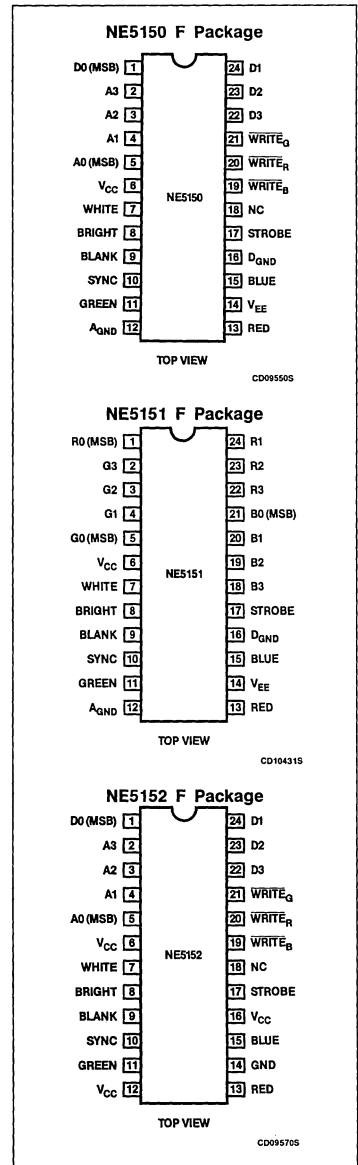 NE5150 F Package
D0 (MSB) 1 24 D1
A3 2 23 D2
A2 3 22 D3
A1 4 21 WRITE_G
A0 (MSB) 5 20 WRITE_R
V_CC 6 NE5150 19 WRITE_B
WHITE 7 18 NC
BRIGHT 8 17 STROBE
BLANK 9 16 D_GND
SYNC 10 15 BLUE
GREEN 11 14 V_EE
A_GND 12 13 RED
TOP VIEW
CD09550S
NE5151 F Package
R0 (MSB) 1 24 R1
G3 2 23 R2
G2 3 22 R3
G1 4 21 B0 (MSB)
G0 (MSB) 5 20 B1
V_CC 6 NE5151 19 B2
WHITE 7 18 B3
BRIGHT 8 17 STROBE
BLANK 9 16 D_GND
SYNC 10 15 BLUE
GREEN 11 14 V_EE
A_GND 12 13 RED
TOP VIEW
CD10431S
NE5152 F Package
D0 (MSB) 1 24 D1
A3 2 23 D2
A2 3 22 D3
A1 4 21 WRITE_G
A0 (MSB) 5 20 WRITE_R
V_CC 6 NE5152 19 WRITE_B
WHITE 7 18 NC
BRIGHT 8 17 STROBE
BLANK 9 16 V_CC
SYNC 10 15 BLUE
GREEN 11 14 GND
V_CC 12 13 RED
TOP VIEW
CD09570S